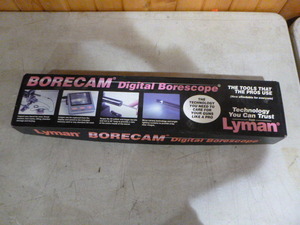 BORECAM® Digital Borescope®
THE TOOLS THAT
THE PROS USE
THE
TECHNOLOGY
YOU NEED TO
CARE FOR
YOUR GUNS
LIKE A PRO
Technology
You Can Trust
Lyman®
Lyman® BORECAM® Digital Borescope